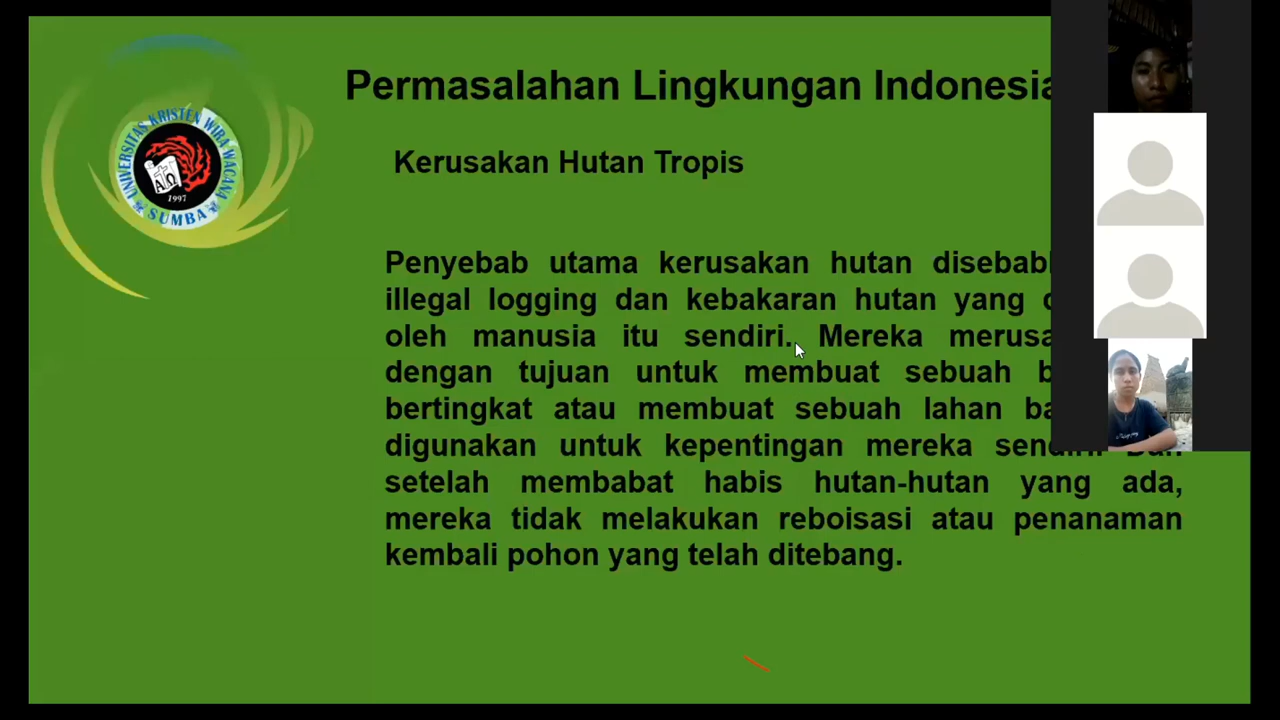 Permasalahan Lingkungan Indonesia
Kerusakan Hutan Tropis
UNIVERSITAS KRISTEN WIRA WACANA
ΑΩ
1997
SUMBA
Penyebab utama kerusakan hutan
illegal logging dan kebakaran hutan yang
oleh manusia itu sendiri. Mereka
dengan tujuan untuk membuat sebuah
bertingkat atau membuat sebuah lahan
digunakan untuk kepentingan mereka
setelah membabat habis hutan-hutan yang ada,
mereka tidak melakukan reboisasi atau penanaman
kembali pohon yang telah ditebang.